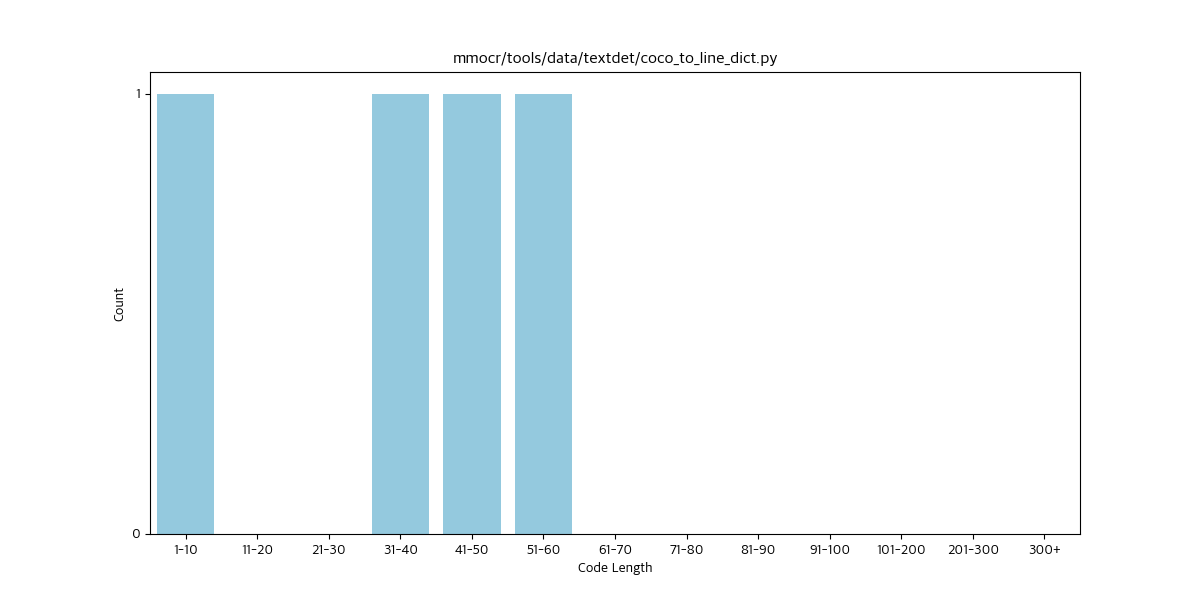 mmocr/tools/data/textdet/coco_to_line_dict.py
1
Count
0
1-10 11-20 21-30 31-40 41-50 51-60 61-70 71-80 81-90 91-100 101-200 201-300 300+
Code Length